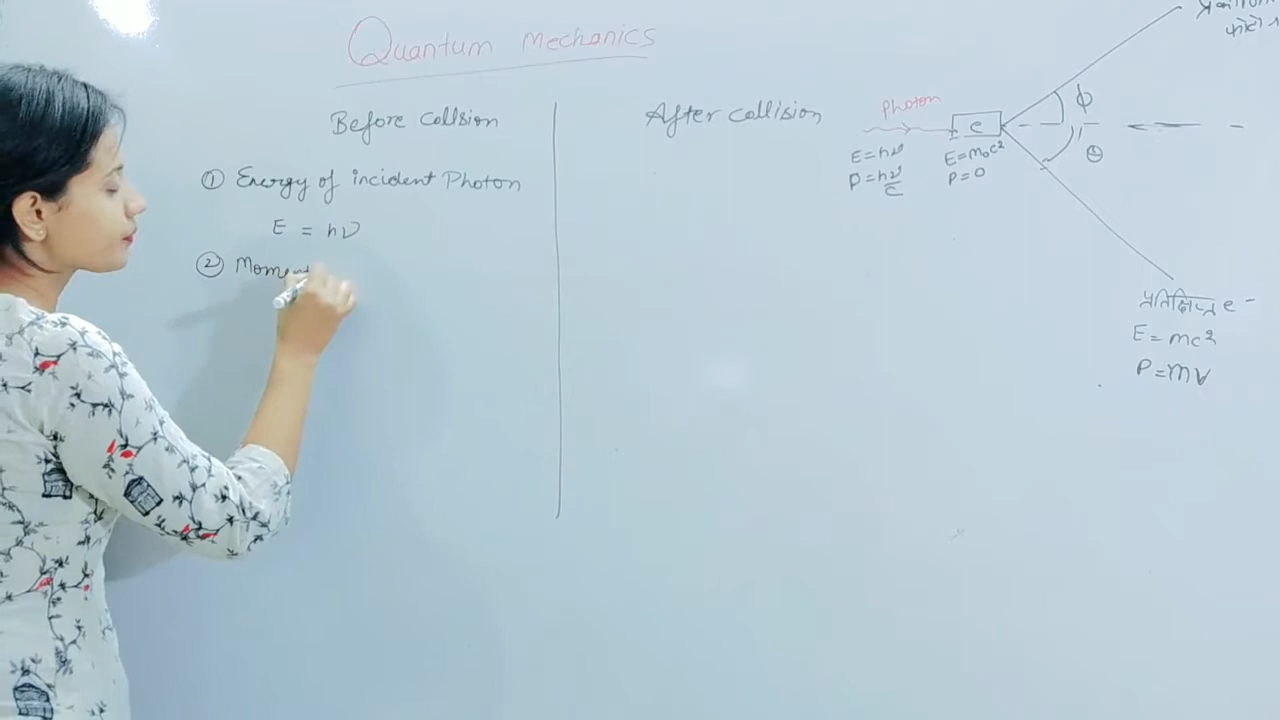 Quantum Mechanics
Before Collsion
① Energy of incident Photon
E = hν
② Moment
After collision
Photon
E=hν
P=hν/c
e
E=m₀c²
P=0
ϕ
प्रतिक्षिप्त e-
E=mc²
P=mv